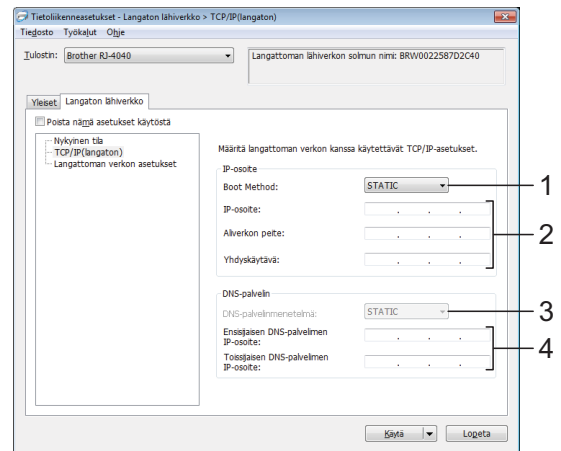 Tietoliikenneasetukset - Langaton lähiverkko > TCP/IP(langaton)
Tiedosto Työkalut Ohje
Tulostin: Brother RJ-4040
Langattoman lähiverkon solmun nimi: BRW0022587D2C40
Yleiset Langaton lähiverkko
Poista nämä asetukset käytöstä
Nykyinen tila
TCP/IP(langaton)
Langattoman verkon asetukset
Määritä langattoman verkon kanssa käytettävät TCP/IP-asetukset.
IP-osoite
Boot Method: STATIC 1
IP-osoite: . . .
2
Aliverkon peite: . . .
Yhdyskäytävä: . . .
DNS-palvelin
DNS-palvelinmenetelmä: STATIC 3
Ensisijaisen DNS-palvelimen
IP-osoite: . . .
4
Toissijaisen DNS-palvelimen
IP-osoite: . . .
Käytä Lopeta